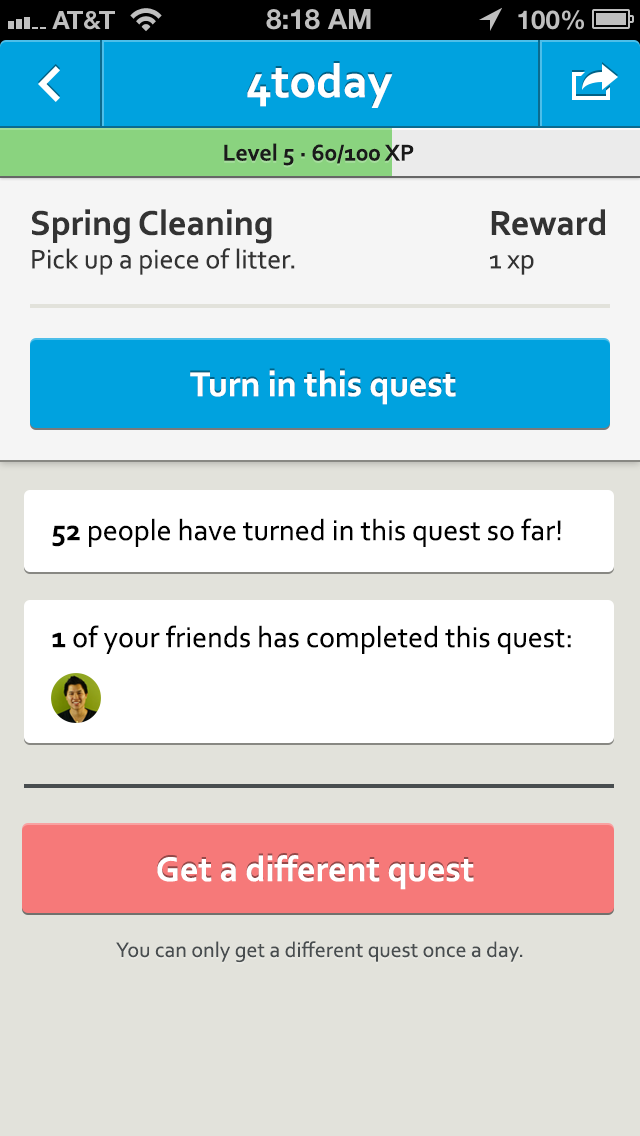 AT&T 8:18 AM 100%
4today
Level 5 · 60/100 XP
Spring Cleaning Reward
Pick up a piece of litter. 1 xp
Turn in this quest
52 people have turned in this quest so far!
1 of your friends has completed this quest:
Get a different quest
You can only get a different quest once a day.